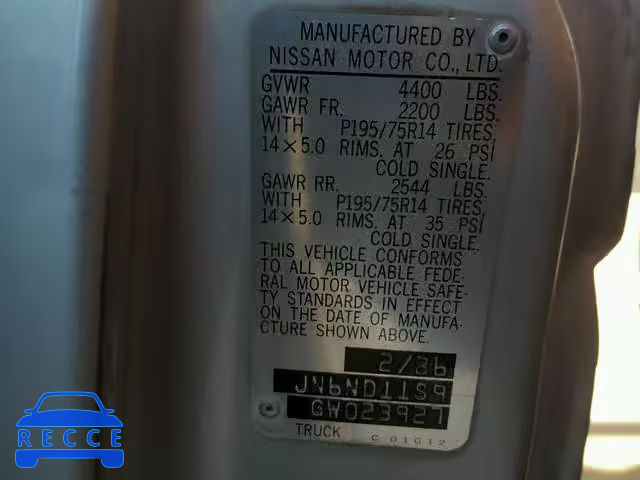 MANUFACTURED BY
NISSAN MOTOR CO., LTD.
GVWR 4400 LBS.
GAWR FR. 2200 LBS.
WITH P195/75R14 TIRES,
14×5.0 RIMS, AT 26 PSI
COLD SINGLE.
GAWR RR. 2544 LBS.
WITH P195/75R14 TIRES,
14×5.0 RIMS, AT 35 PSI
COLD SINGLE.
THIS VEHICLE CONFORMS
TO ALL APPLICABLE FEDE-
RAL MOTOR VEHICLE SAFE-
TY STANDARDS IN EFFECT
ON THE DATE OF MANUFA-
CTURE SHOWN ABOVE.
2/86
JN6ND11S9
GW023927
TRUCK C 01G12
RECCE